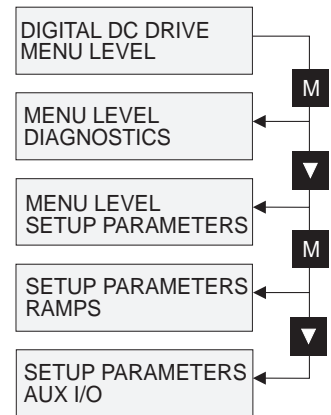 DIGITAL DC DRIVE
MENU LEVEL
M
MENU LEVEL
DIAGNOSTICS
▼
MENU LEVEL
SETUP PARAMETERS
M
SETUP PARAMETERS
RAMPS
▼
SETUP PARAMETERS
AUX I/O